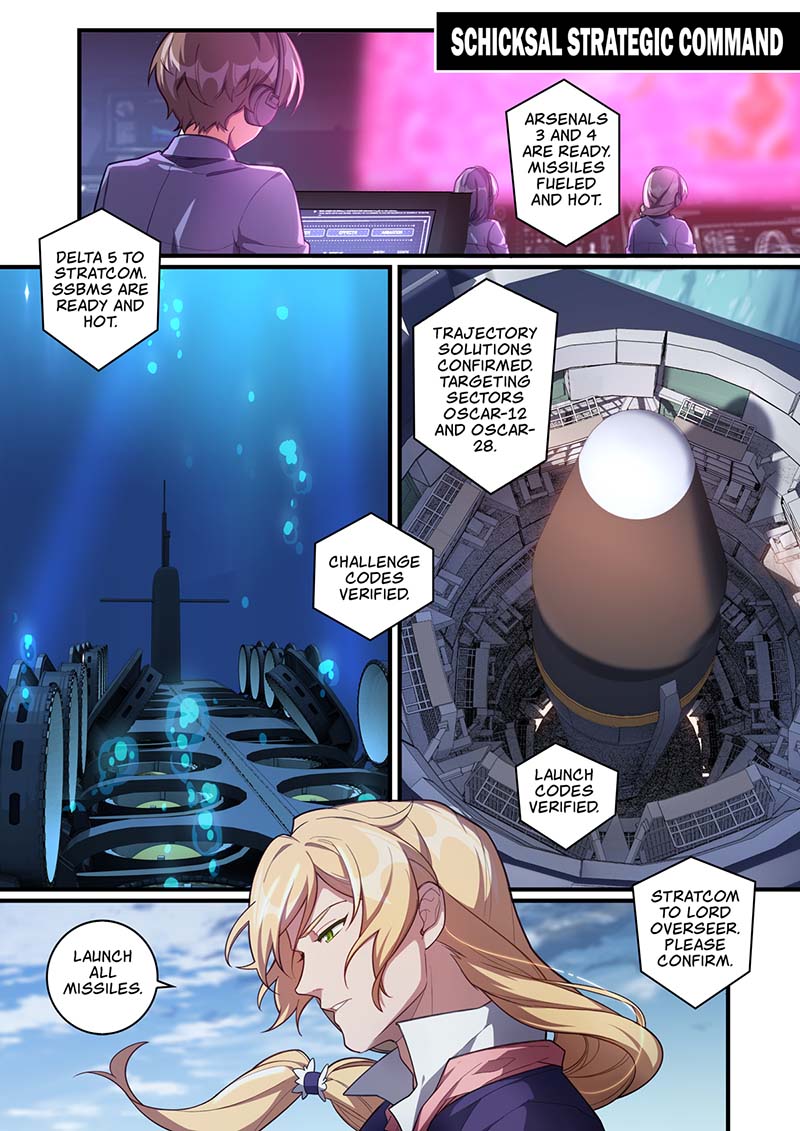 SCHICKSAL STRATEGIC COMMAND
ARSENALS
3 AND 4
ARE READY.
MISSILES
FUELED
AND HOT.
EFFECTS
ANIMATION
DELTA 5 TO
STRATCOM.
SSBMS ARE
READY AND
HOT.
TRAJECTORY
SOLUTIONS
CONFIRMED.
TARGETING
SECTORS
OSCAR-12
AND OSCAR-
28.
CHALLENGE
CODES
VERIFIED.
LAUNCH
CODES
VERIFIED.
STRATCOM
TO LORD
OVERSEER.
PLEASE
CONFIRM.
LAUNCH
ALL
MISSILES.